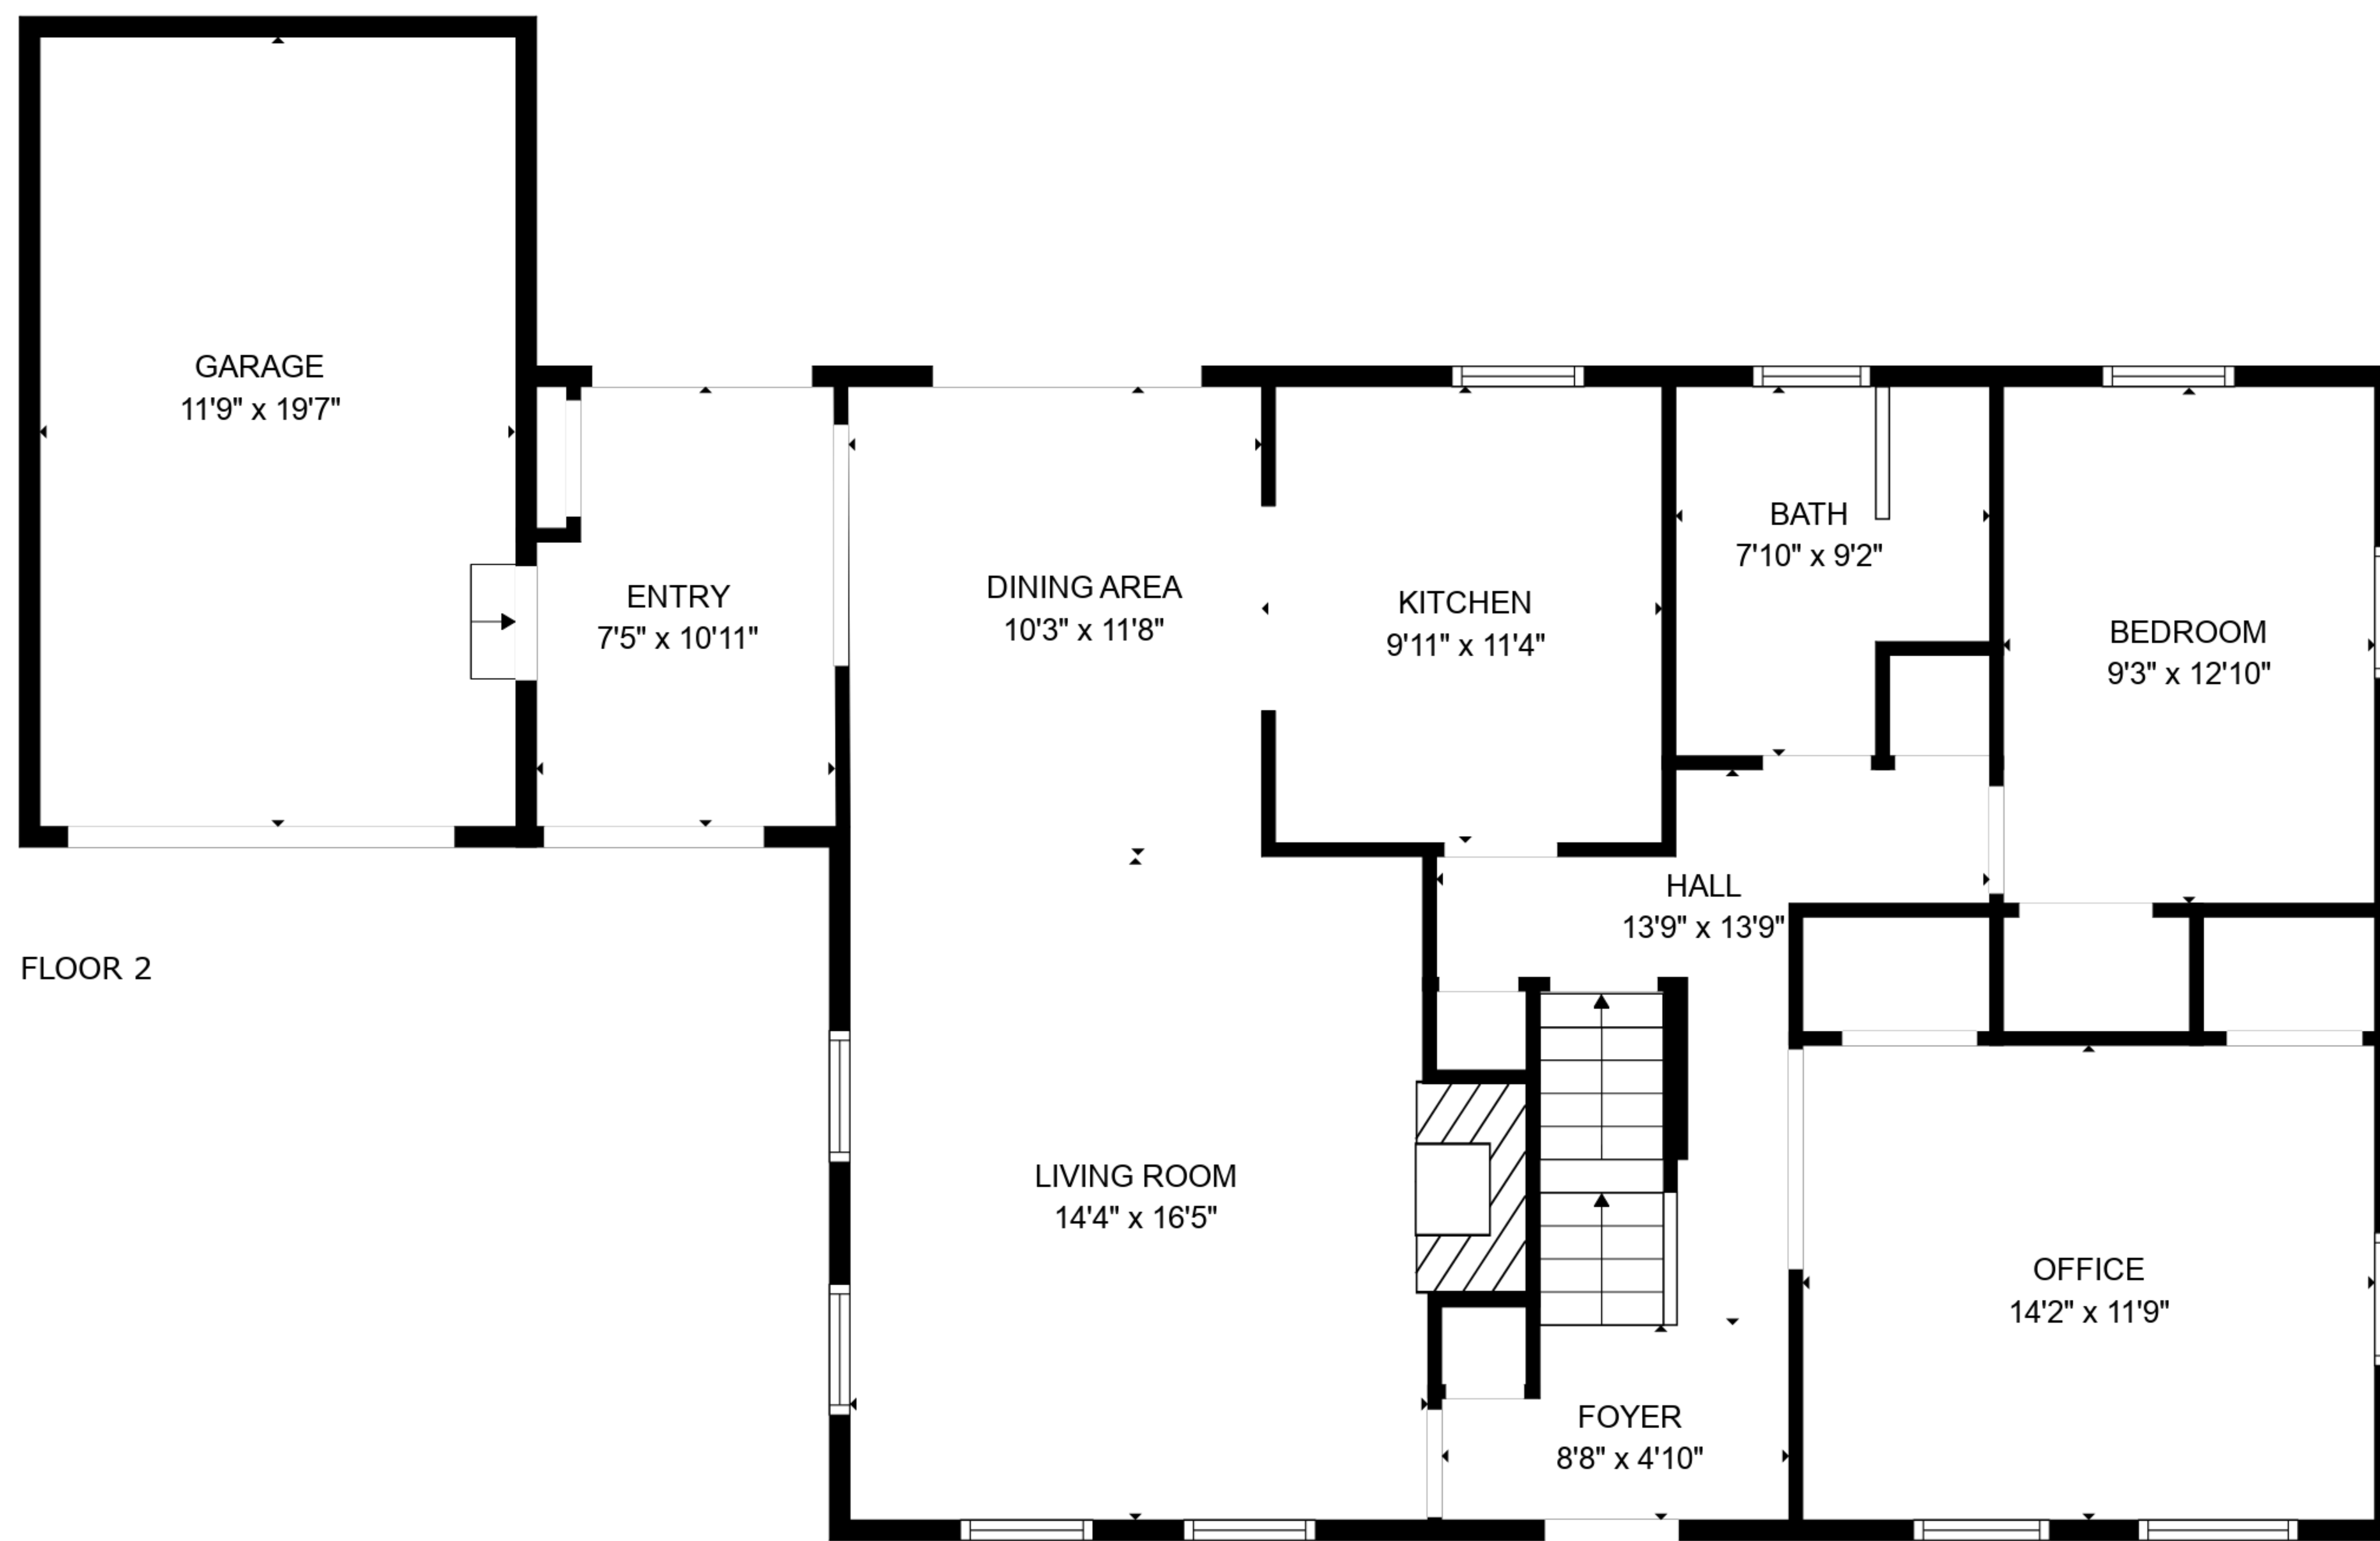 GARAGE
11'9" x 19'7"
ENTRY
7'5" x 10'11"
DINING AREA
10'3" x 11'8"
KITCHEN
9'11" x 11'4"
BATH
7'10" x 9'2"
BEDROOM
9'3" x 12'10"
HALL
13'9" x 13'9"
FLOOR 2
LIVING ROOM
14'4" x 16'5"
OFFICE
14'2" x 11'9"
FOYER
8'8" x 4'10"